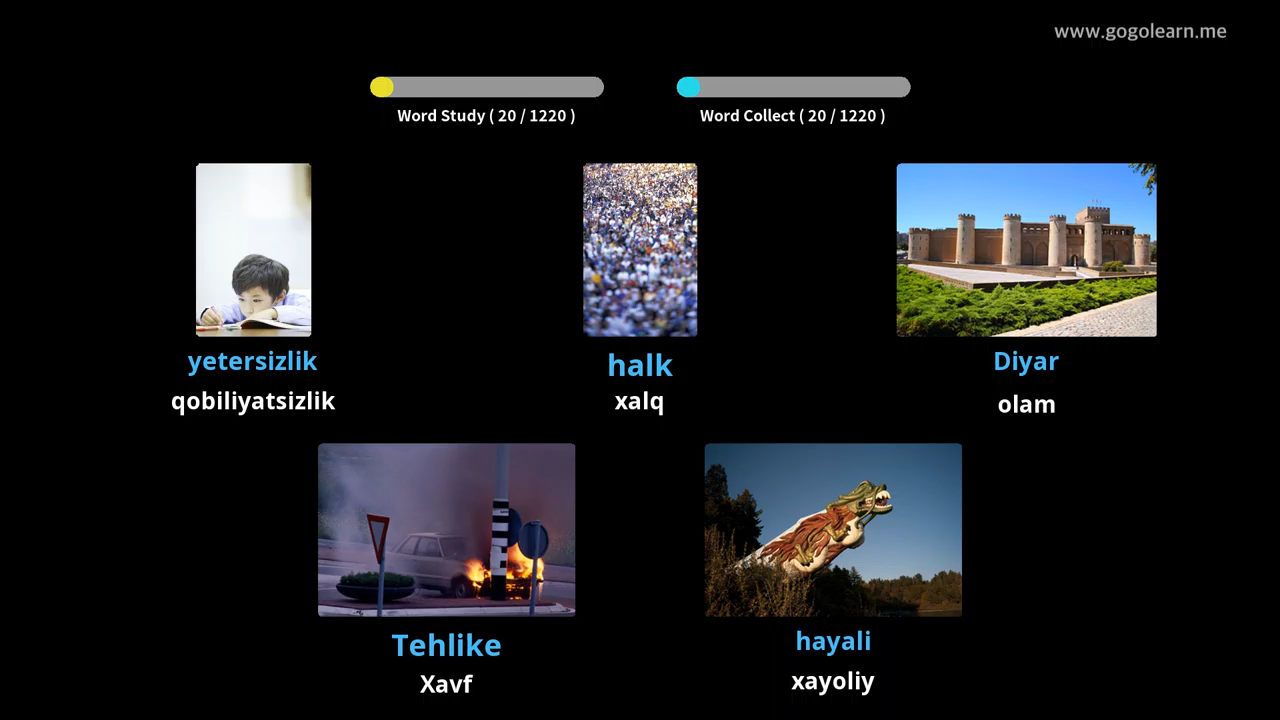 www.gogolearn.me
Word Study ( 20 / 1220 )
Word Collect ( 20 / 1220 )
yetersizlik
qobiliyatsizlik
halk
xalq
Diyar
olam
Tehlike
Xavf
hayali
xayoliy